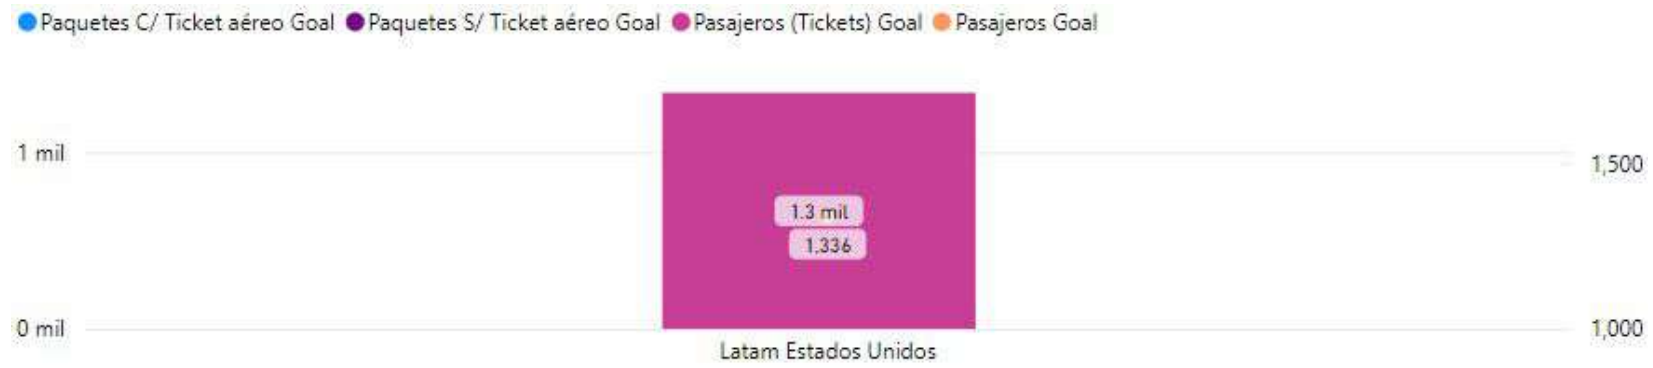 Paquetes C/ Ticket aéreo Goal Paquetes S/ Ticket aéreo Goal Pasajeros (Tickets) Goal Pasajeros Goal
1 mil
1,500
1.3 mil
1,336
0 mil
1,000
Latam Estados Unidos